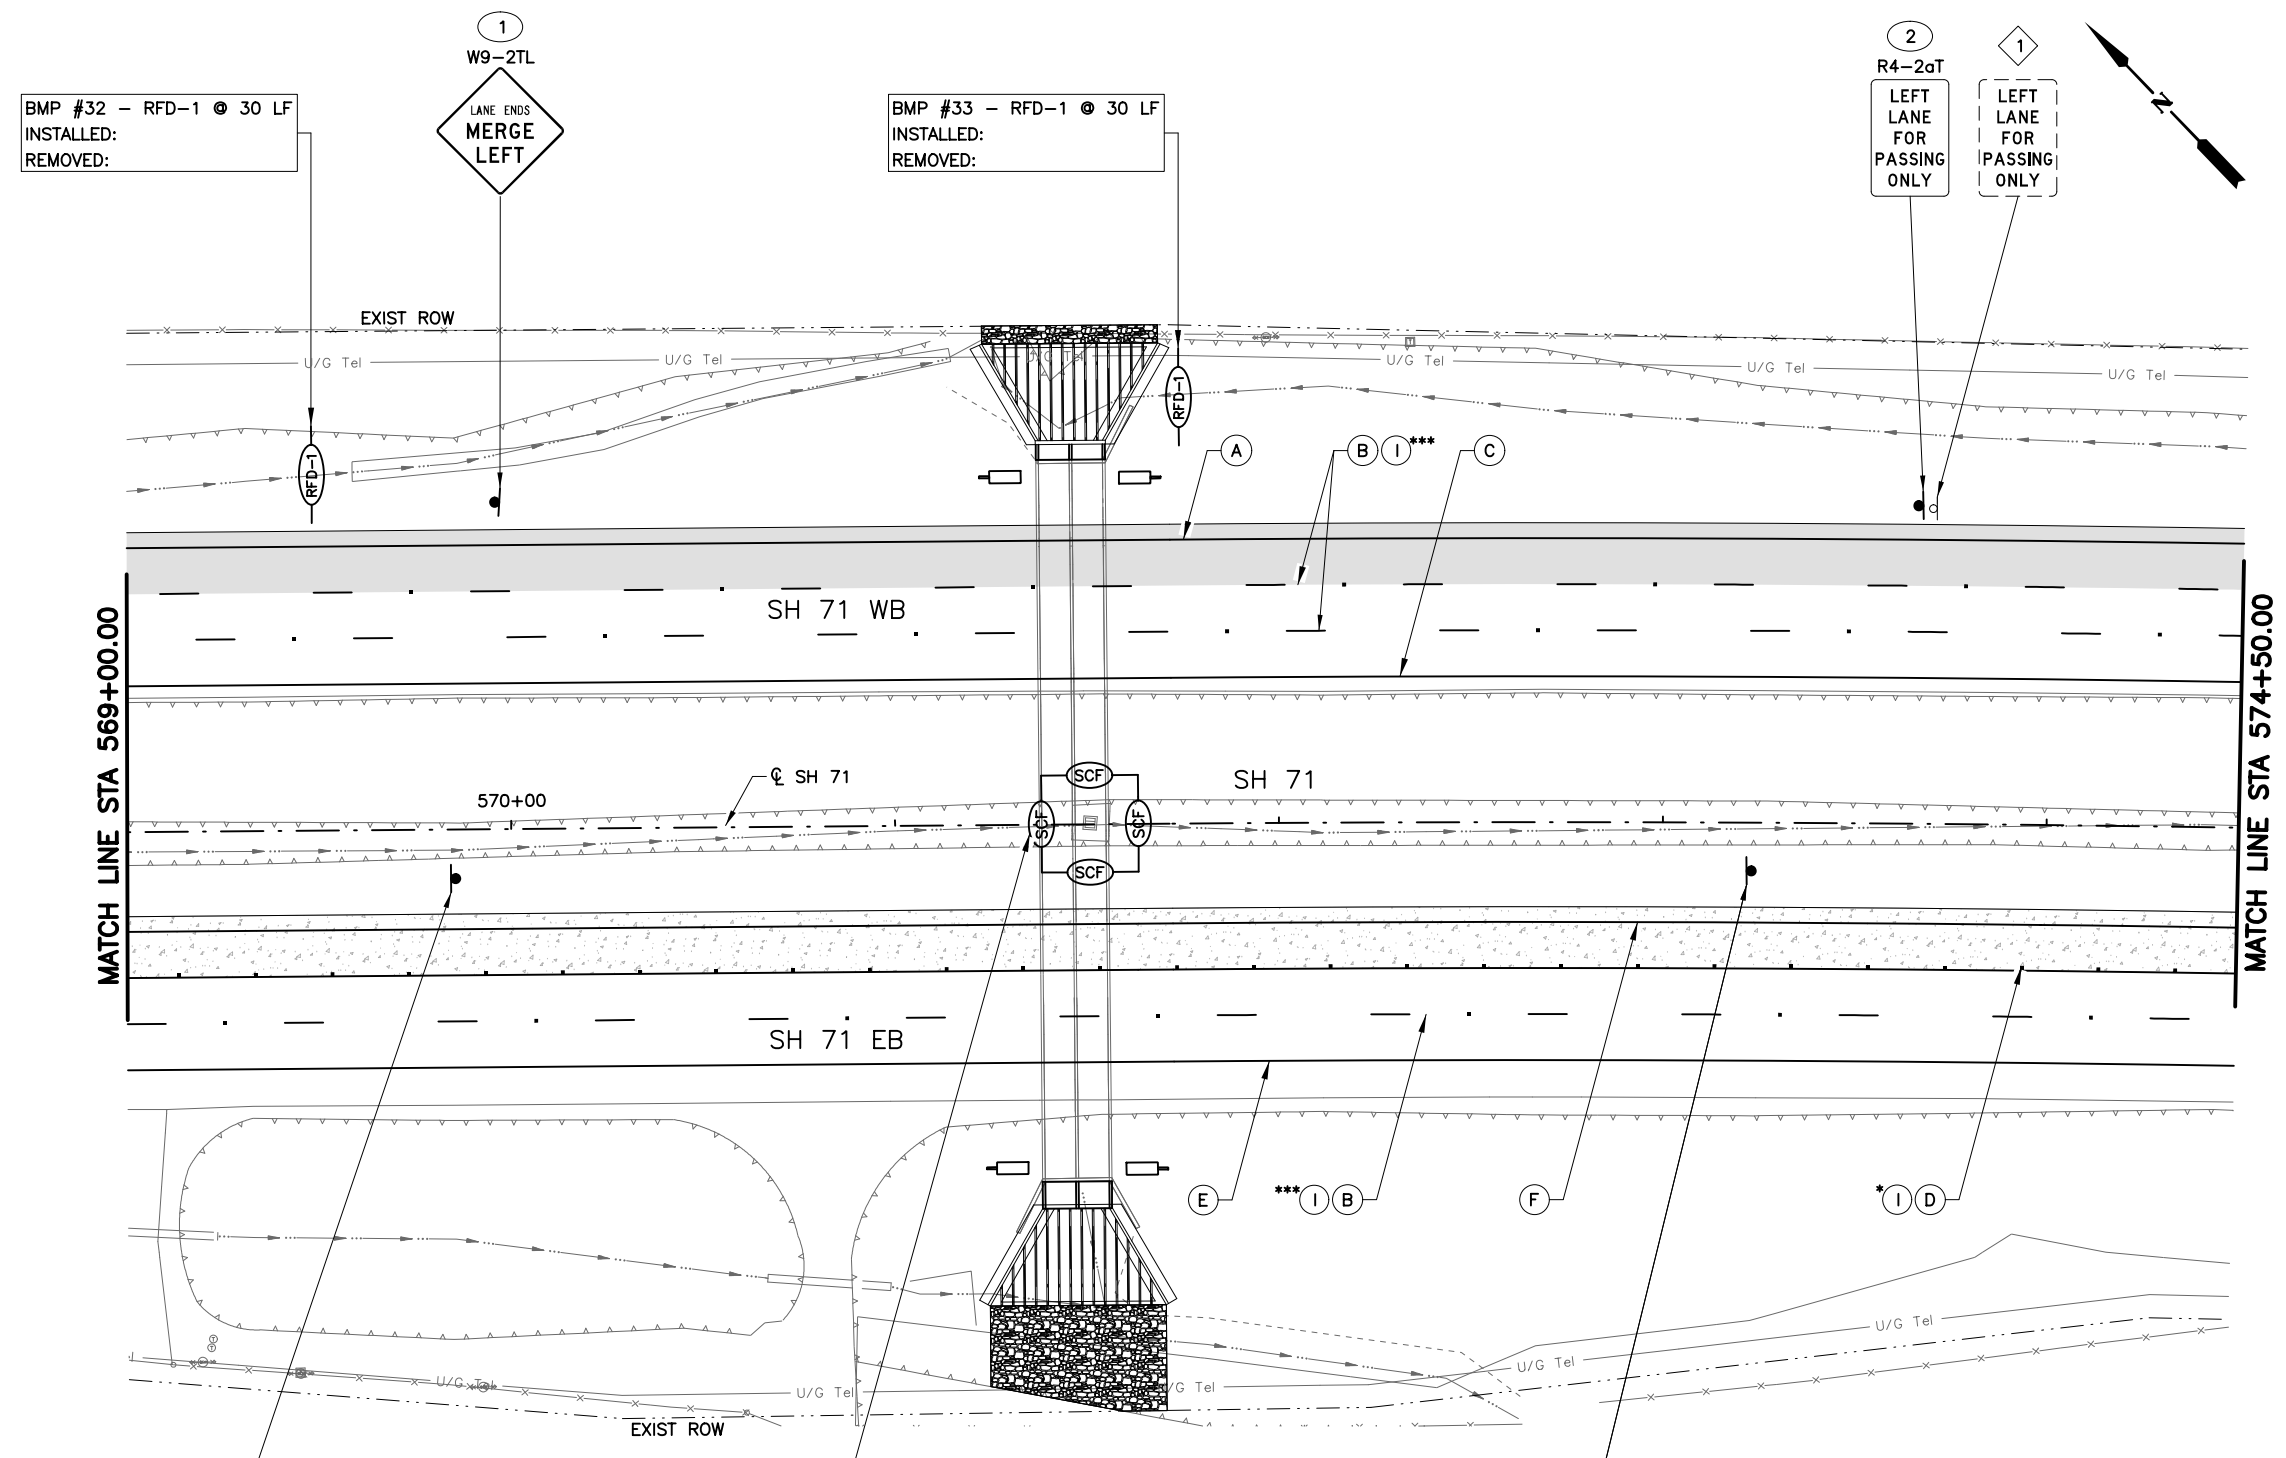 1
W9-2TL
LANE ENDS
MERGE
LEFT
BMP #32 - RFD-1 @ 30 LF
INSTALLED:
REMOVED:
BMP #33 - RFD-1 @ 30 LF
INSTALLED:
REMOVED:
2
R4-2aT
LEFT
LANE
FOR
PASSING
ONLY
1
LEFT
LANE
FOR
PASSING
ONLY
N
EXIST ROW
U/G Tel
U/G Tel
U/G Tel
U/G Tel
U/G Tel
U/G Tel
RFD-1
RFD-1
A
B I ***
C
SH 71 WB
MATCH LINE STA 569+00.00
MATCH LINE STA 574+50.00
℄ SH 71
570+00
SCF
SCF
SCF
SCF
SH 71
SH 71 EB
E
*** I B
F
* I D
U/G Tel
U/G Tel
U/G Tel
U/G Tel
U/G Tel
EXIST ROW